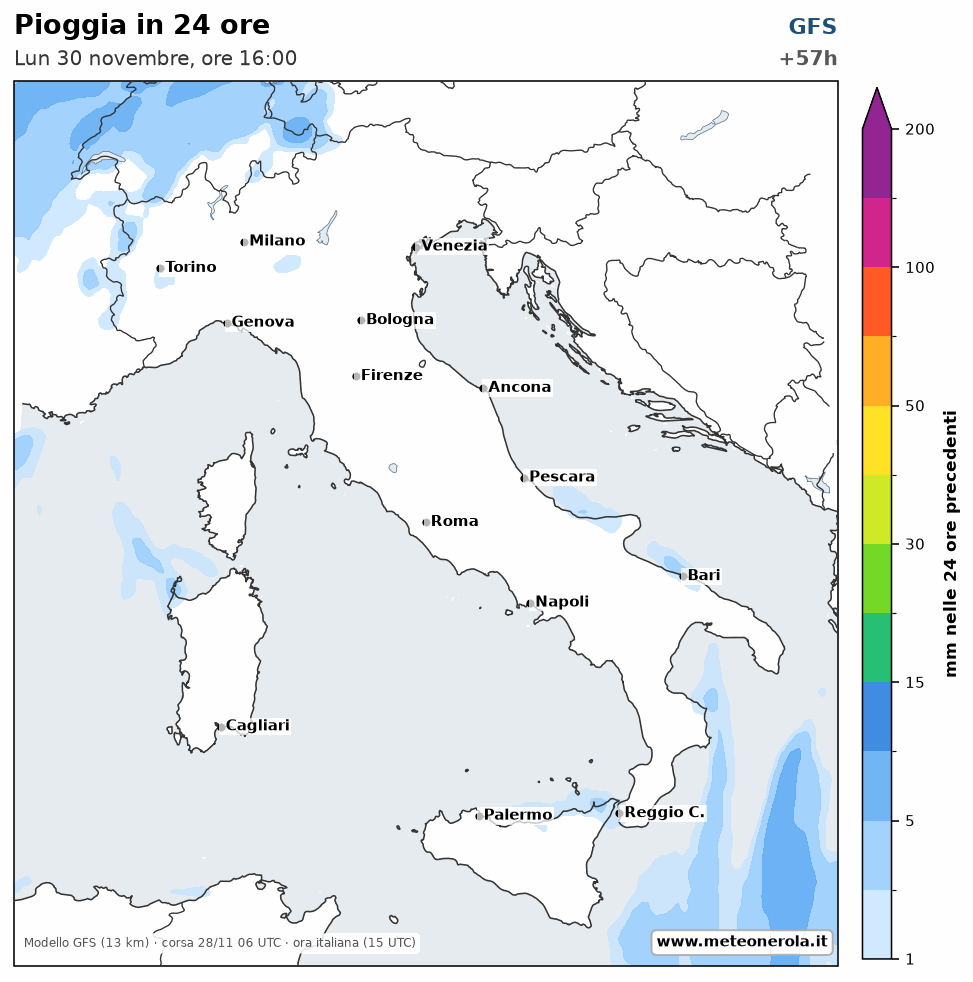 Pioggia in 24 ore
GFS
Lun 30 novembre, ore 16:00
+57h
200
100
50
30
15
5
1
mm nelle 24 ore precedenti
Milano
Venezia
Torino
Genova
Bologna
Firenze
Ancona
Pescara
Roma
Bari
Napoli
Cagliari
Palermo
Reggio C.
Modello GFS (13 km) · corsa 28/11 06 UTC · ora italiana (15 UTC)
www.meteonerola.it